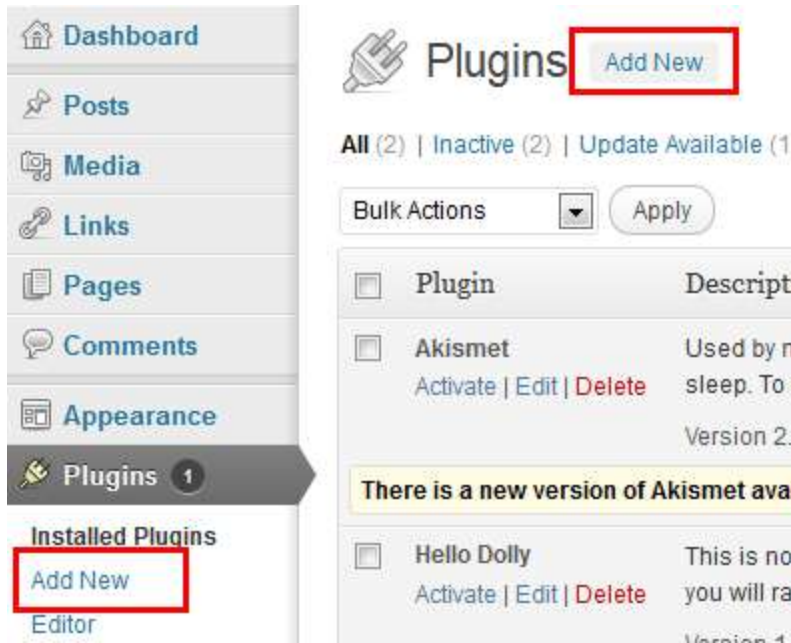 Dashboard
Posts
Media
Links
Pages
Comments
Appearance
Plugins 1
Installed Plugins
Add New
Editor
Plugins Add New
All (2) | Inactive (2) | Update Available (1
Bulk Actions Apply
Plugin Descript
Akismet Used by
Activate | Edit | Delete sleep. To
Version 2.
There is a new version of Akismet ava
Hello Dolly This is no
Activate | Edit | Delete you will ra
Version 1